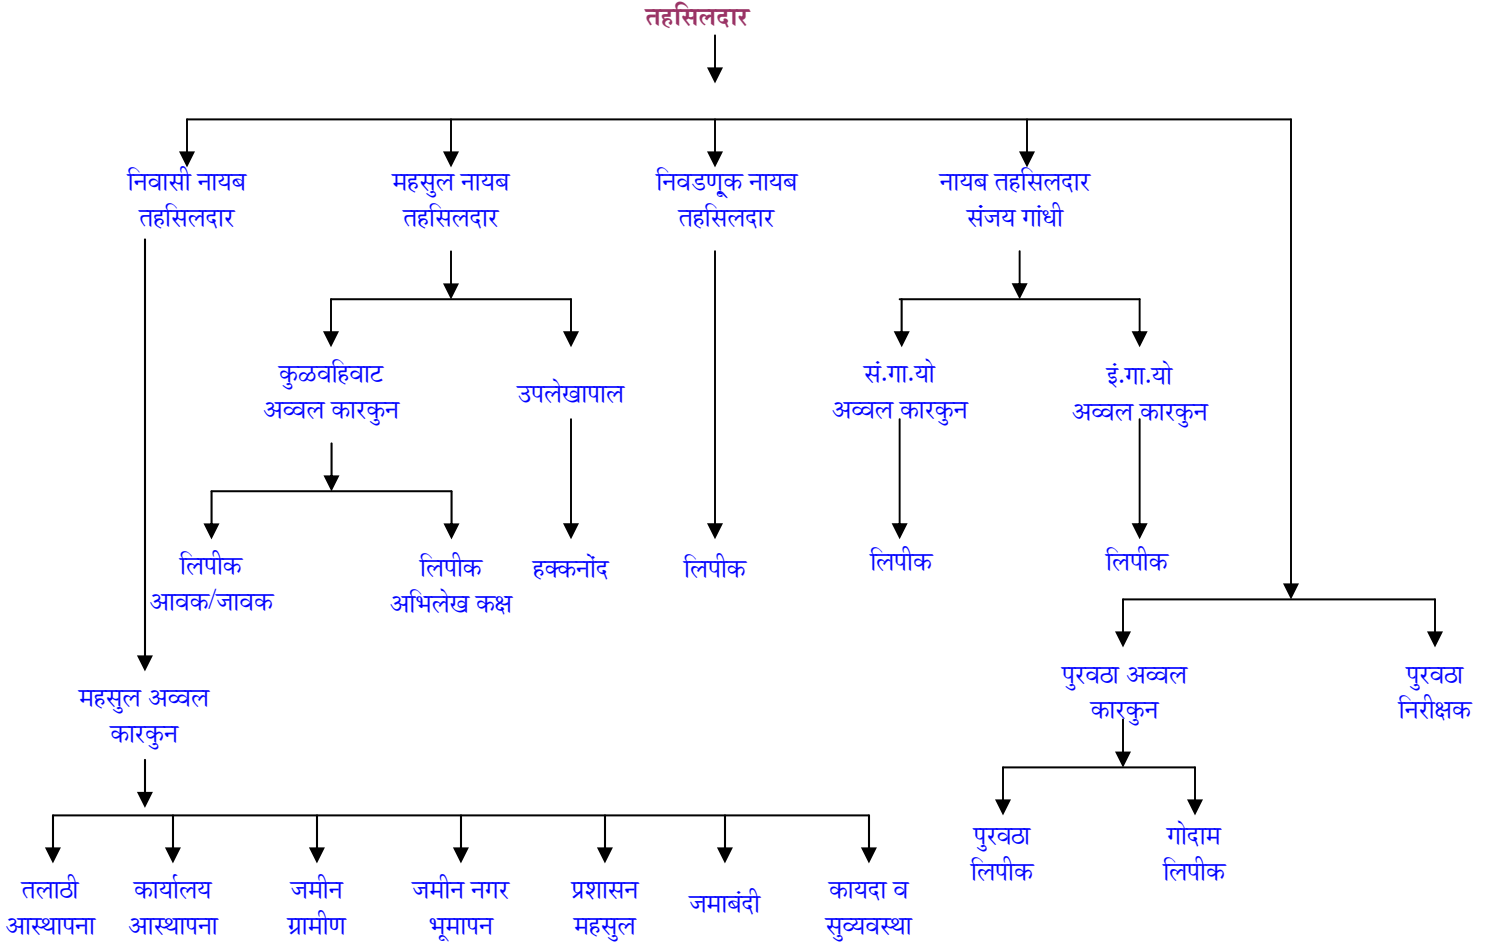 तहसिलदार
निवासी नायब
तहसिलदार
महसुल नायब
तहसिलदार
निवडणूक नायब
तहसिलदार
नायब तहसिलदार
संजय गांधी
कुळवहिवाट
अव्वल कारकुन
उपलेखापाल
सं.गा.यो
अव्वल कारकुन
इं.गा.यो
अव्वल कारकुन
लिपीक
आवक/जावक
लिपीक
अभिलेख कक्ष
हक्कनोंद
लिपीक
लिपीक
लिपीक
महसुल अव्वल
कारकुन
पुरवठा अव्वल
कारकुन
पुरवठा
निरीक्षक
पुरवठा
लिपीक
गोदाम
लिपीक
तलाठी
आस्थापना
कार्यालय
आस्थापना
जमीन
ग्रामीण
जमीन नगर
भूमापन
प्रशासन
महसुल
जमाबंदी
कायदा व
सुव्यवस्था